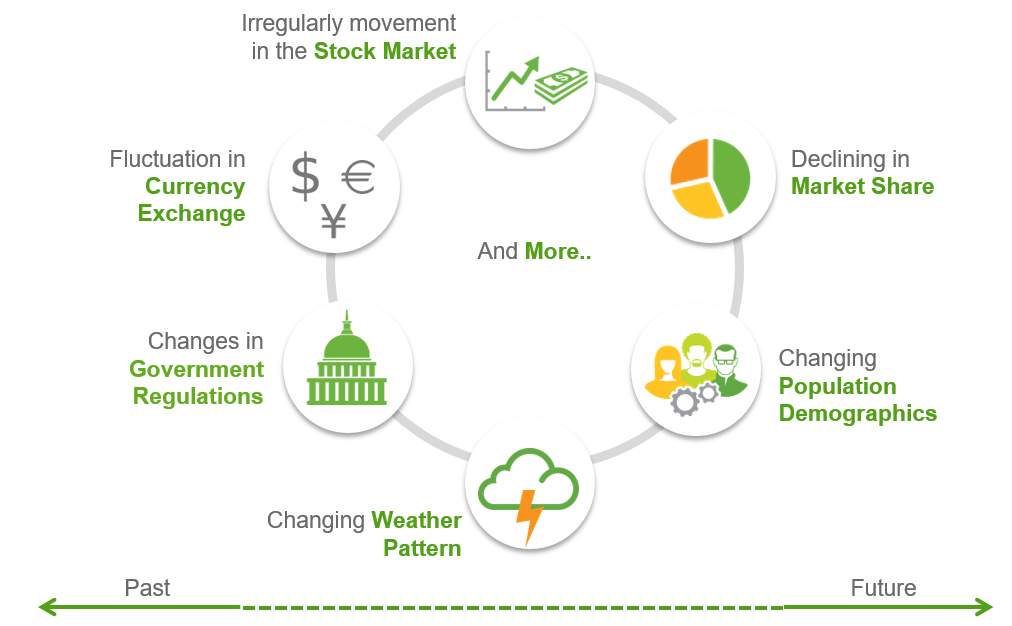 Irregularly movement
in the Stock Market
Fluctuation in
Currency
Exchange
$ €
¥
Declining in
Market Share
And More..
Changes in
Government
Regulations
Changing
Population
Demographics
Changing Weather
Pattern
Past
Future